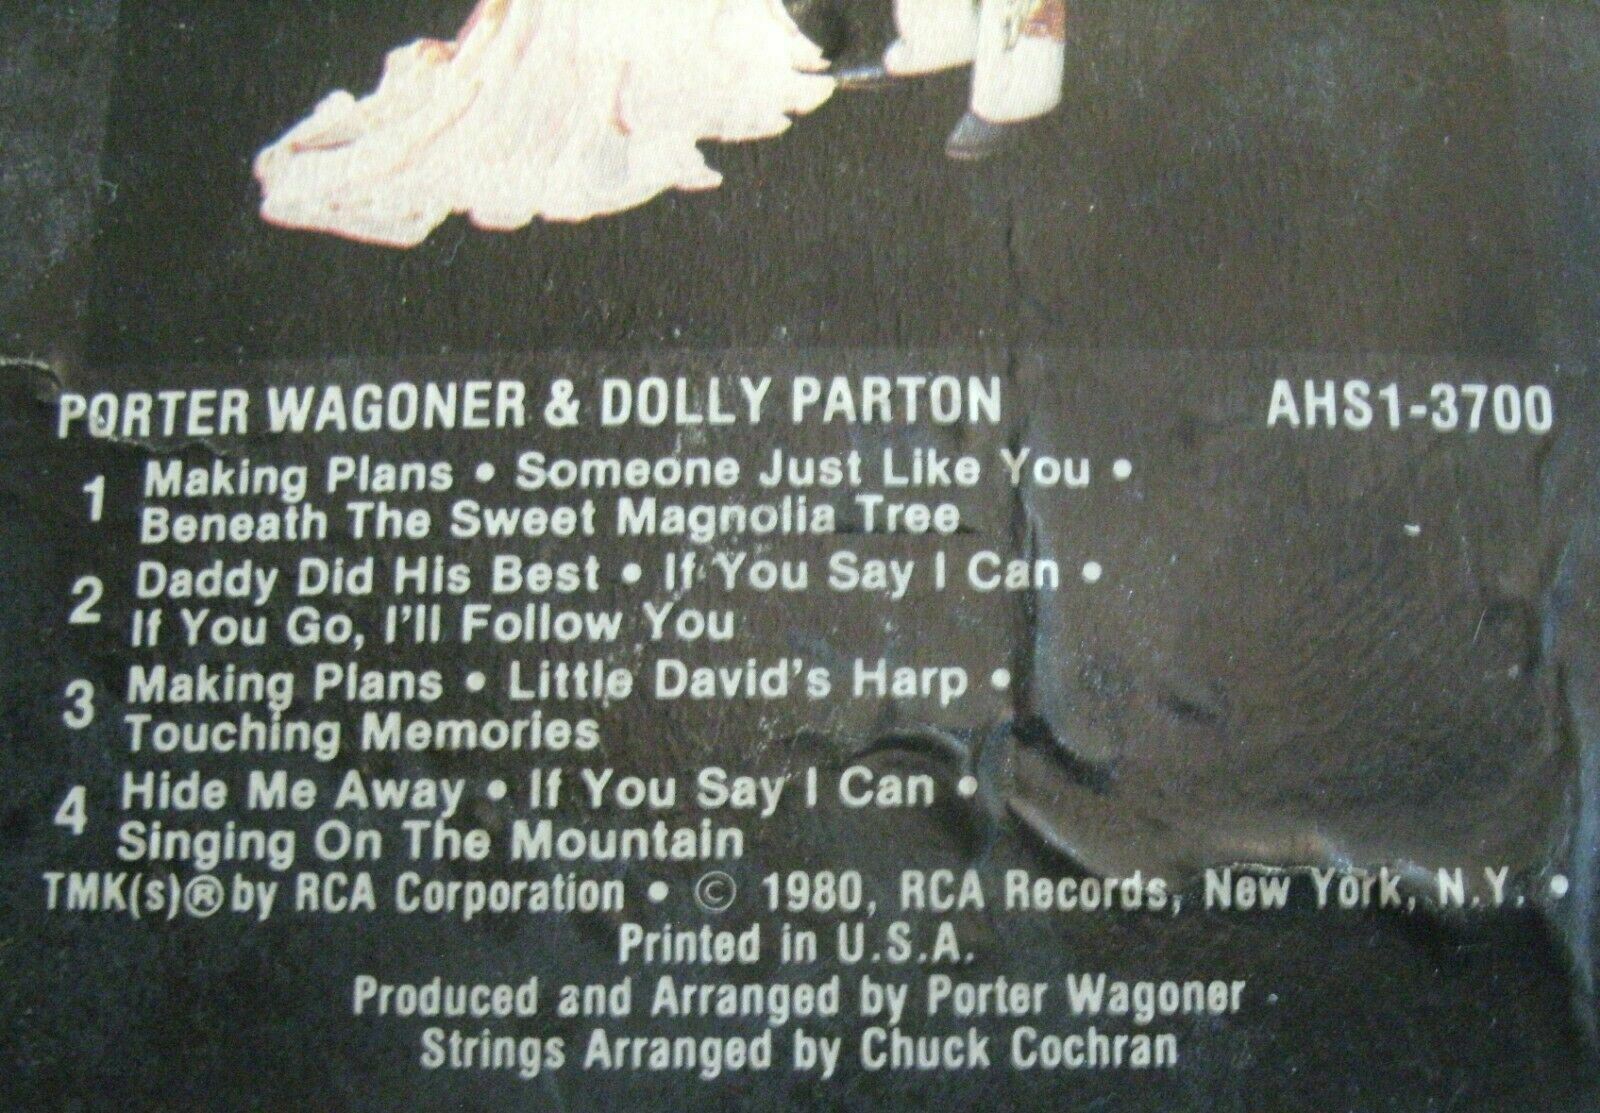 PORTER WAGONER & DOLLY PARTON AHS1-3700
1 Making Plans • Someone Just Like You •
Beneath The Sweet Magnolia Tree
2 Daddy Did His Best • If You Say I Can •
If You Go, I'll Follow You
3 Making Plans • Little David's Harp •
Touching Memories
4 Hide Me Away • If You Say I Can •
Singing On The Mountain
TMK(s)® by RCA Corporation • © 1980, RCA Records, New York, N.Y. •
Printed in U.S.A.
Produced and Arranged by Porter Wagoner
Strings Arranged by Chuck Cochran